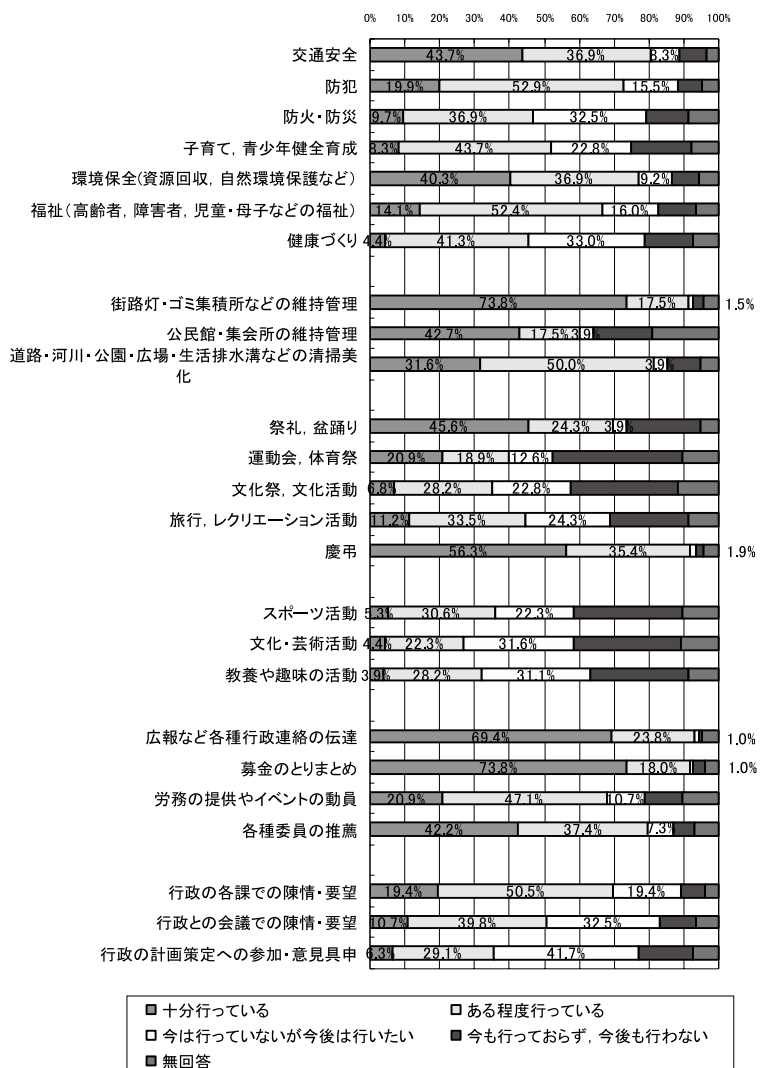 0% 10% 20% 30% 40% 50% 60% 70% 80% 90% 100%
交通安全 43.7% 36.9% 8.3%
防犯 19.9% 52.9% 15.5%
防火・防災 9.7% 36.9% 32.5%
子育て，青少年健全育成 8.3% 43.7% 22.8%
環境保全（資源回収，自然環境保護など） 40.3% 36.9% 9.2%
福祉（高齢者，障害者，児童・母子などの福祉） 14.1% 52.4% 16.0%
健康づくり 4.4% 41.3% 33.0%
街路灯・ゴミ集積所などの維持管理 73.8% 17.5% 1.5%
公民館・集会所の維持管理 42.7% 17.5% 3.9%
道路・河川・公園・広場・生活排水溝などの清掃美
化 31.6% 50.0% 3.9%
祭礼，盆踊り 45.6% 24.3% 3.9%
運動会，体育祭 20.9% 18.9% 12.6%
文化祭，文化活動 6.8% 28.2% 22.8%
旅行，レクリエーション活動 11.2% 33.5% 24.3%
慶弔 56.3% 35.4% 1.9%
スポーツ活動 5.3% 30.6% 22.3%
文化・芸術活動 4.4% 22.3% 31.6%
教養や趣味の活動 3.9% 28.2% 31.1%
広報など各種行政連絡の伝達 69.4% 23.8% 1.0%
募金のとりまとめ 73.8% 18.0% 1.0%
労務の提供やイベントの動員 20.9% 47.1% 10.7%
各種委員の推薦 42.2% 37.4% 7.3%
行政の各課での陳情・要望 19.4% 50.5% 19.4%
行政との会議での陳情・要望 10.7% 39.8% 32.5%
行政の計画策定への参加・意見具申 6.3% 29.1% 41.7%
十分行っている ある程度行っている
今は行っていないが今後は行いたい 今も行っておらず，今後も行わない
無回答